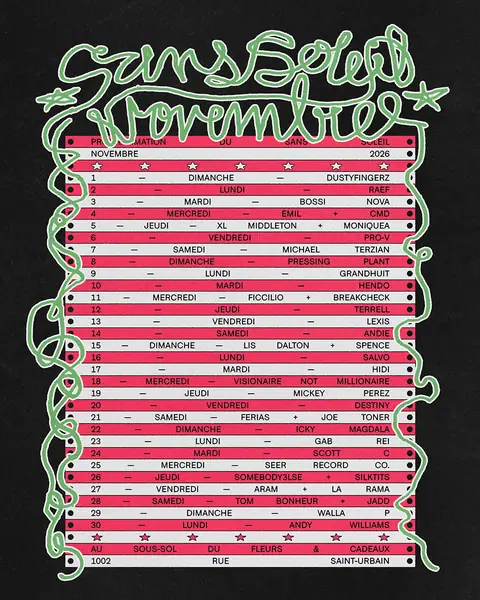 Sans Soleil
Novembre
PROGRAMMATION DU SANS SOLEIL
NOVEMBRE 2026
1 — DIMANCHE — DUSTYFINGERZ
2 — LUNDI — RAEF
3 — MARDI — BOSSI NOVA
4 — MERCREDI — EMIL + CMD
5 — JEUDI — XL MIDDLETON + MONIQUEA
6 — VENDREDI — PRO-V
7 — SAMEDI — MICHAEL TERZIAN
8 — DIMANCHE — PRESSING PLANT
9 — LUNDI — GRANDHUIT
10 — MARDI — HENDO
11 — MERCREDI — FICCILIO + BREAKCHECK
12 — JEUDI — TERRELL
13 — VENDREDI — LEXIS
14 — SAMEDI — ANDIE
15 — DIMANCHE — LIS DALTON + SPENCE
16 — LUNDI — SALVO
17 — MARDI — HIDI
18 — MERCREDI — VISIONAIRE NOT MILLIONAIRE
19 — JEUDI — MICKEY PEREZ
20 — VENDREDI — DESTINY
21 — SAMEDI — FERIAS + JOE TONER
22 — DIMANCHE — ICKY MAGDALA
23 — LUNDI — GAB REI
24 — MARDI — SCOTT C
25 — MERCREDI — SEER RECORD CO.
26 — JEUDI — SOMEBODY3LSE + SILKTITS
27 — VENDREDI — ARAM + LA RAMA
28 — SAMEDI — TOM BONHEUR + JADD
29 — DIMANCHE — WALLA P
30 — LUNDI — ANDY WILLIAMS
AU SOUS-SOL DU FLEURS & CADEAUX
1002 RUE SAINT-URBAIN